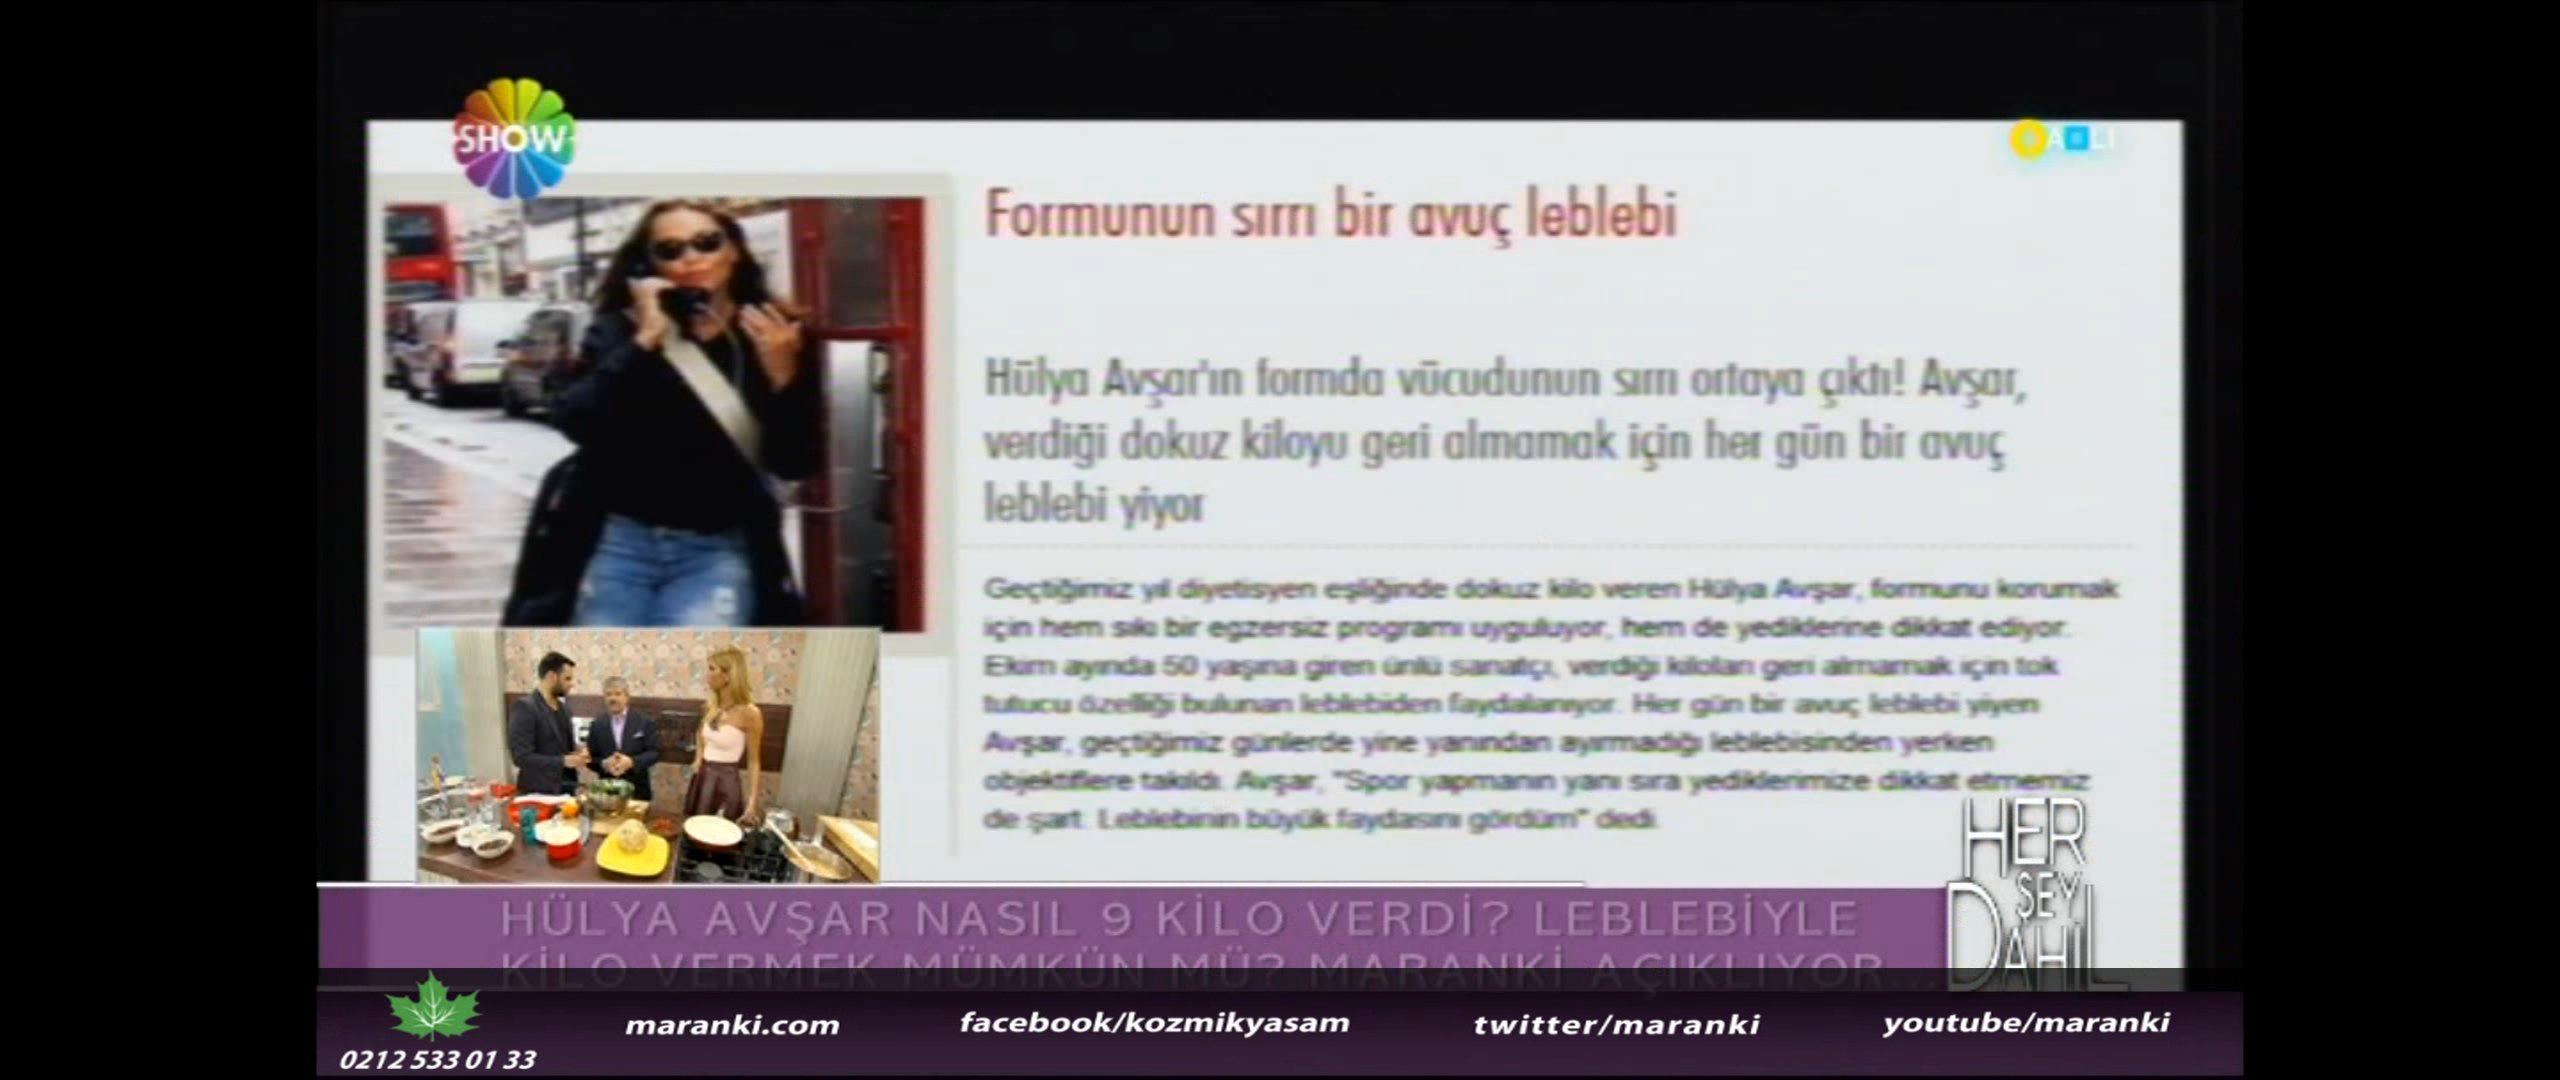 SHOW
Formunun sırrı bir avuç leblebi
Hülya Avşar'ın formda vücudunun sırrı ortaya çıktı! Avşar,
verdiği dokuz kiloyu geri almamak için her gün bir avuç
leblebi yiyor
Geçtiğimiz yıl diyetisyen eşliğinde dokuz kilo veren Hülya Avşar, formunu korumak
için hem sıkı bir egzersiz programı uyguluyor, hem de yediklerine dikkat ediyor.
Ekim ayında 50 yaşına giren ünlü sanatçı, verdiği kiloları geri almamak için tok
tutucu özelliği bulunan leblebiden faydalanıyor. Her gün bir avuç leblebi yiyen
Avşar, geçtiğimiz günlerde yine yanından ayırmadığı leblebisinden yerken
objektiflere takıldı. Avşar, "Spor yapmanın yanı sıra yediklerimize dikkat etmemiz
de şart. Leblebinin büyük faydasını gördüm" dedi.
HER
ŞEY
DAHİL
HÜLYA AVŞAR NASIL 9 KİLO VERDİ? LEBLEBİYLE
KİLO VERMEK MÜMKÜN MÜ? MARANKİ AÇIKLIYOR...
maranki.com
facebook/kozmikyasam
twitter/maranki
youtube/maranki
0212 533 01 33